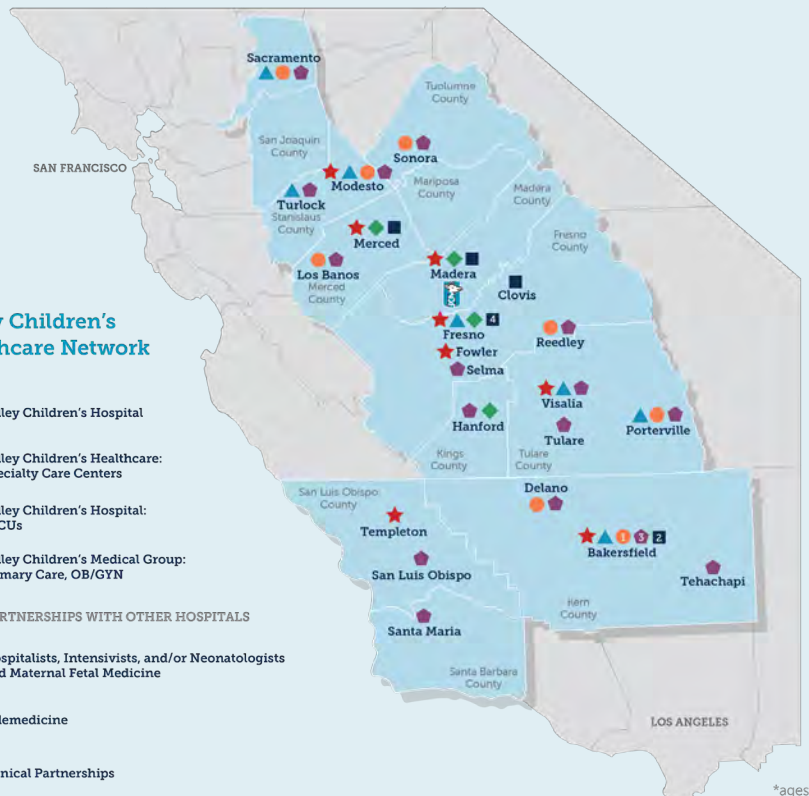 Sacramento
Tuolumne
County
San Joaquin
County
Sonora
SAN FRANCISCO
Modesto
Mariposa
County
Madera
County
Turlock
Stanislaus
County
Merced
Fresno
County
Los Banos
Merced
County
Madera
Clovis
Children's
hcare Network
4
Fresno
Reedley
Fowler
Selma
ley Children's Hospital
Visalia
Hanford
Porterville
Tulare
ley Children's Healthcare:
ecialty Care Centers
Kings
County
Tulare
County
San Luis Obispo
County
Delano
ley Children's Hospital:
CUs
Templeton
1 3 2
Bakersfield
ley Children's Medical Group:
mary Care, OB/GYN
San Luis Obispo
Tehachapi
Kern
County
RTNERSHIPS WITH OTHER HOSPITALS
Santa Maria
ospitalists, Intensivists, and/or Neonatologists
d Maternal Fetal Medicine
Santa Barbara
County
lemedicine
LOS ANGELES
nical Partnerships
*ages